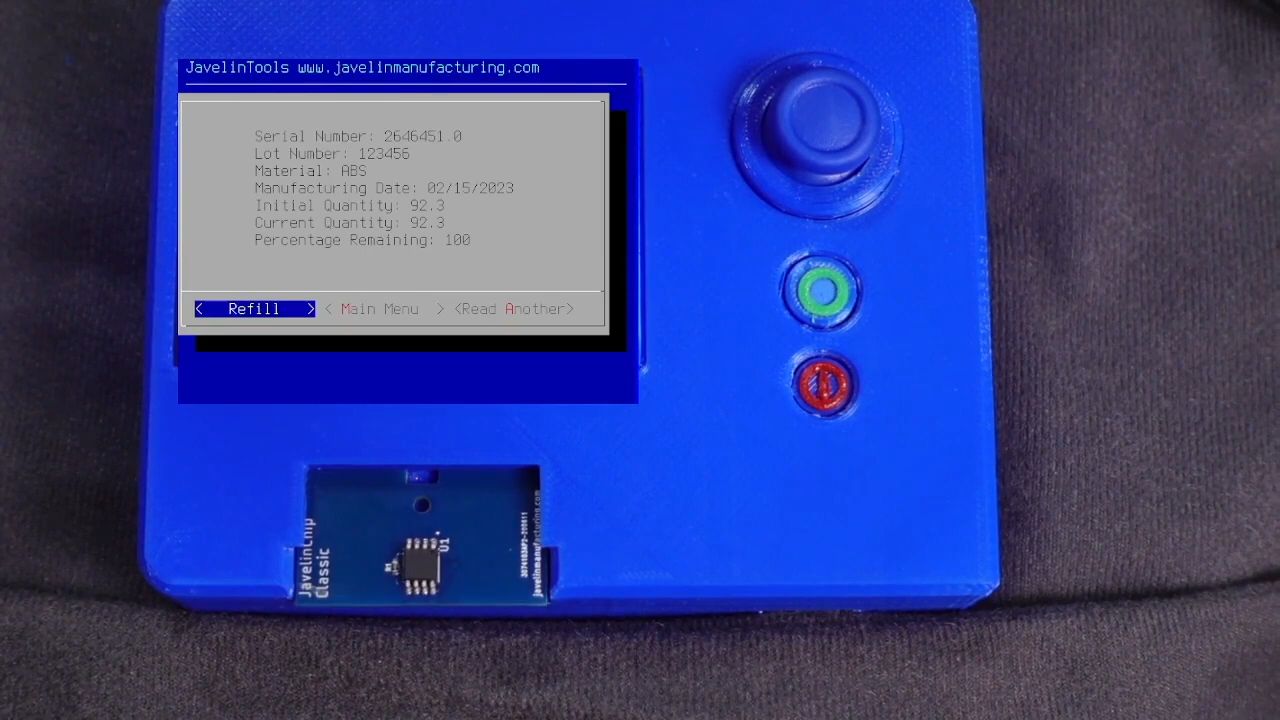 JavelinTools www.javelinmanufacturing.com
Serial Number: 2646451.0
Lot Number: 123456
Material: ABS
Manufacturing Date: 02/15/2023
Initial Quantity: 92.3
Current Quantity: 92.3
Percentage Remaining: 100
< Refill > < Main Menu > <Read Another>
JavelinChip
Classic
R1
U1
javelinmanufacturing.com